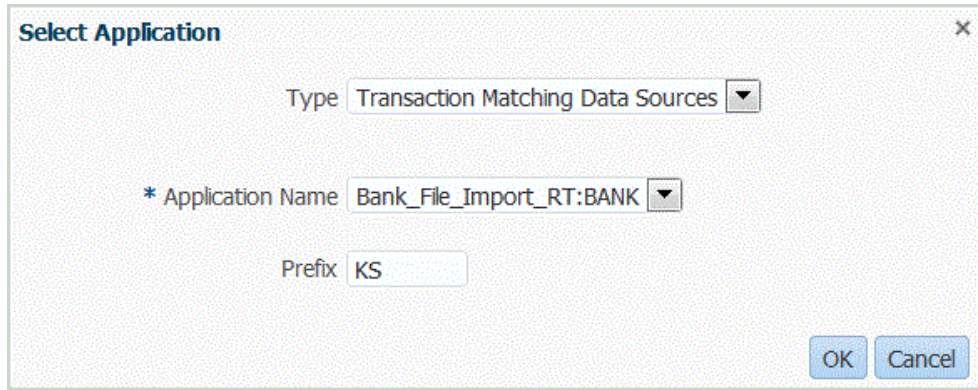 Select Application
Type Transaction Matching Data Sources
* Application Name Bank_File_Import_RT:BANK
Prefix KS
OK Cancel